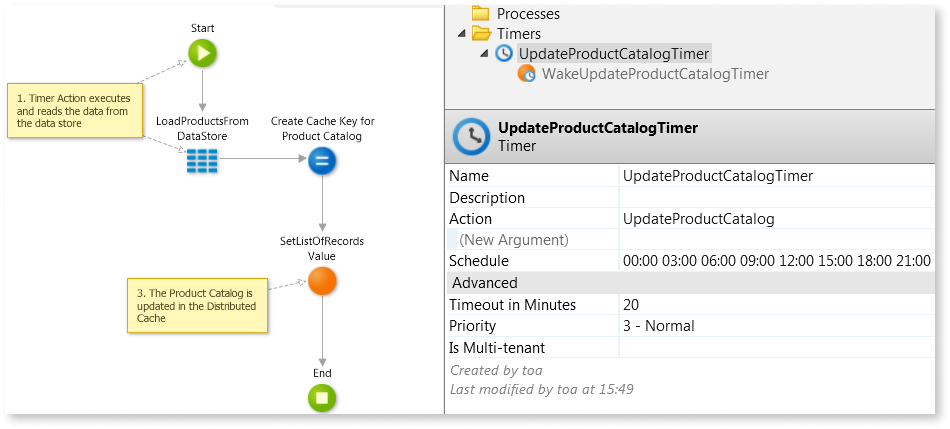 Start
1. Timer Action executes
and reads the data from
the data store
LoadProductsFrom
DataStore
Create Cache Key for
Product Catalog
SetListOfRecords
Value
3. The Product Catalog is
updated in the Distributed
Cache
End
Processes
Timers
UpdateProductCatalogTimer
WakeUpdateProductCatalogTimer
UpdateProductCatalogTimer
Timer
Name UpdateProductCatalogTimer
Description
Action UpdateProductCatalog
(New Argument)
Schedule 00:00 03:00 06:00 09:00 12:00 15:00 18:00 21:00
Advanced
Timeout in Minutes 20
Priority 3 - Normal
Is Multi-tenant
Created by toa
Last modified by toa at 15:49